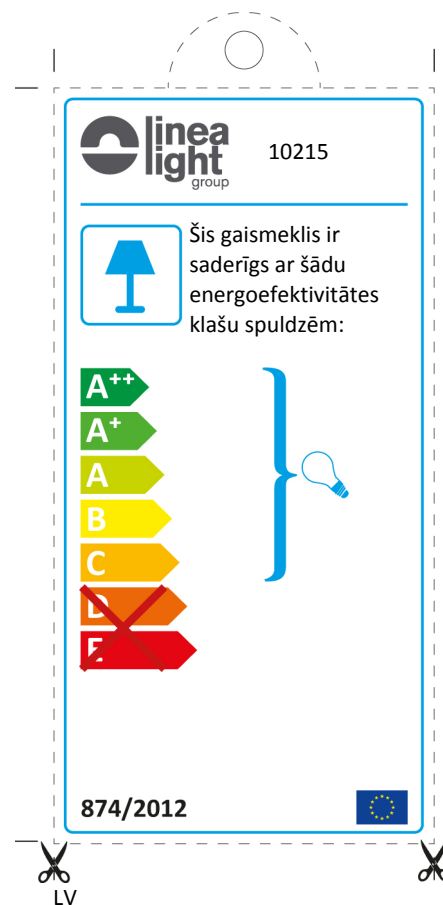 linea
light
group
10215
Šis gaismeklis ir
saderīgs ar šādu
energoefektivitātes
klašu spuldzēm:
A++
A+
A
B
C
D
E
874/2012
LV